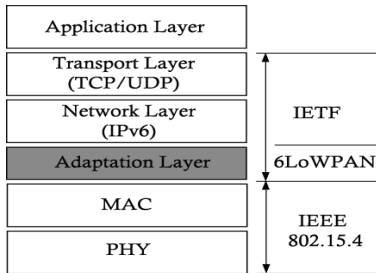 Application Layer
Transport Layer
(TCP/UDP)
Network Layer
(IPv6)
IETF
Adaptation Layer
6LoWPAN
MAC
PHY
IEEE
802.15.4